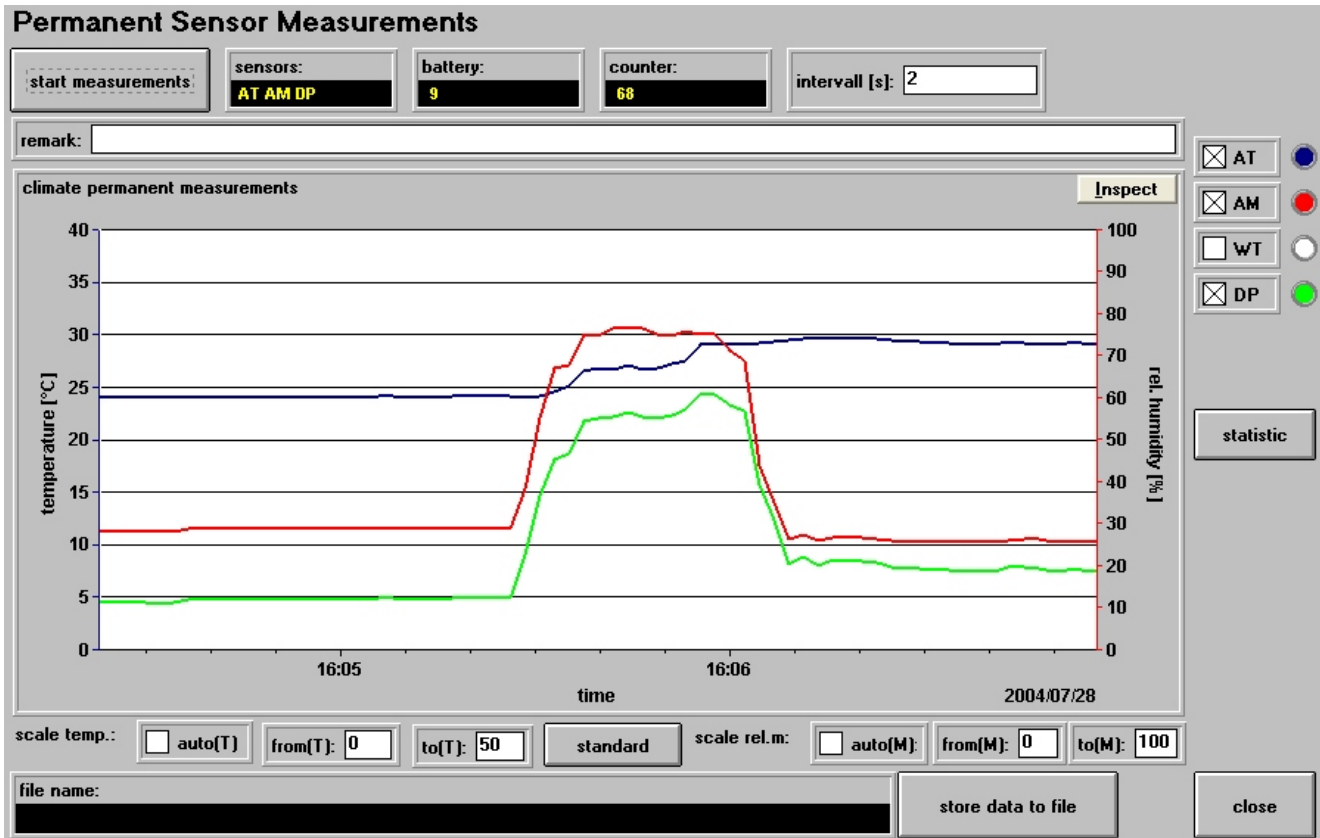 Permanent Sensor Measurements
start measurements
sensors:
AT AM DP
battery:
9
counter:
68
intervall [s]: 2
remark:
climate permanent measurements
Inspect
AT
AM
WT
DP
statistic
40
35
30
25
20
15
10
5
0
temperature [°C]
100
90
80
70
60
50
40
30
20
10
0
rel. humidity [%]
16:05
16:06
time
2004/07/28
scale temp.:
auto(T)
from(T): 0
to(T): 50
standard
scale rel.m:
auto(M):
from(M): 0
to(M): 100
file name:
store data to file
close